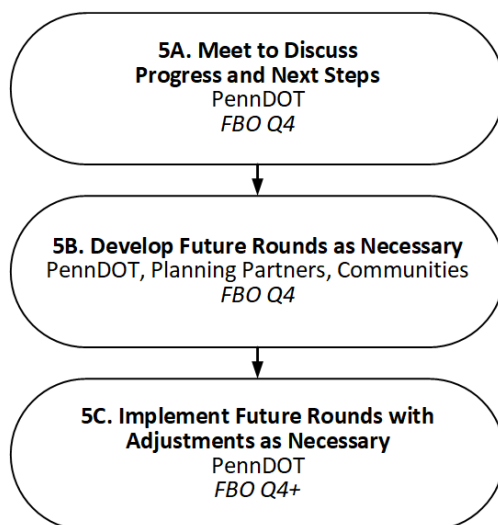 5A. Meet to Discuss
Progress and Next Steps
PennDOT
FBO Q4
5B. Develop Future Rounds as Necessary
PennDOT, Planning Partners, Communities
FBO Q4
5C. Implement Future Rounds with
Adjustments as Necessary
PennDOT
FBO Q4+